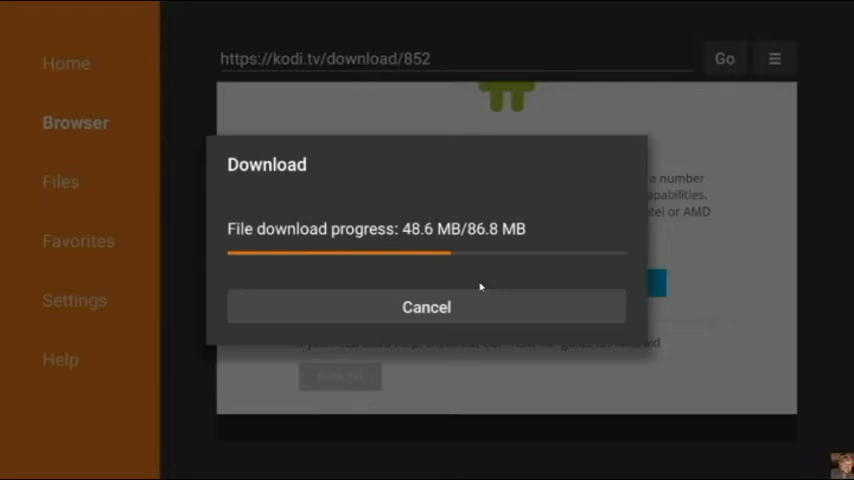 Home
Browser
Files
Favorites
Settings
Help
https://kodi.tv/download/852
Go
a number
apabilities.
ntel or AMD
Download
File download progress: 48.6 MB/86.8 MB
Cancel